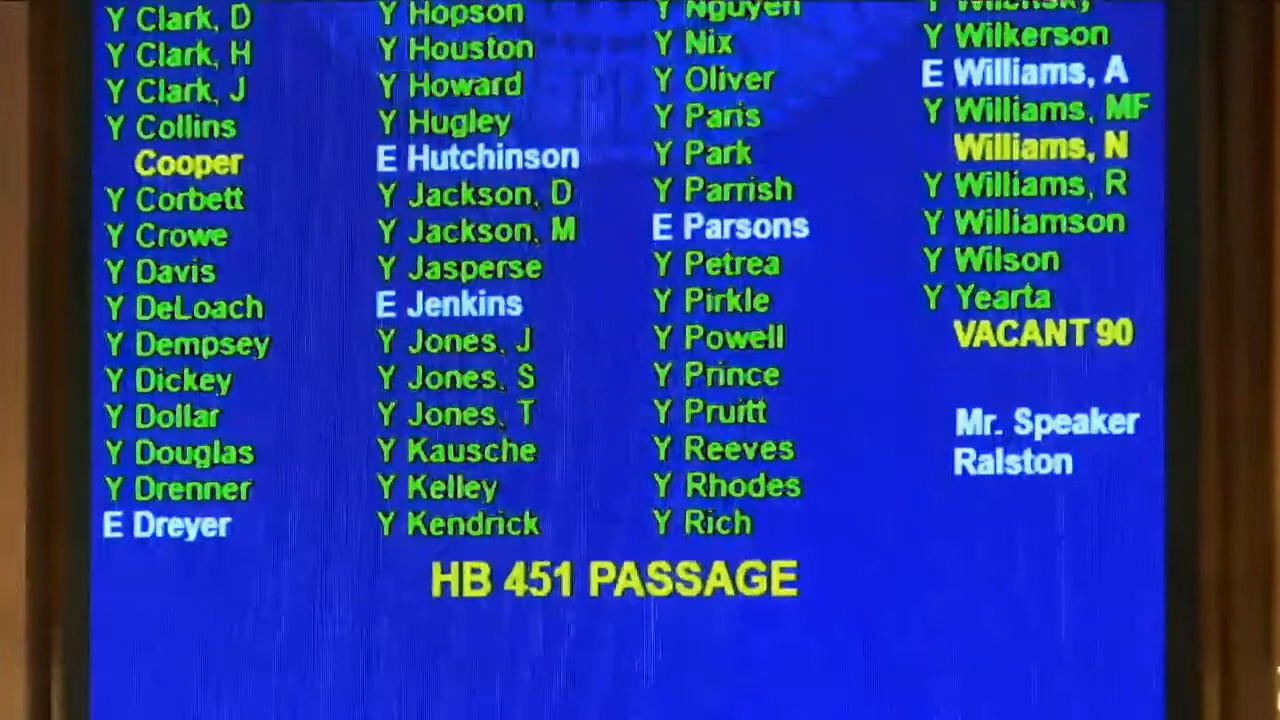 Y Clark, D
Y Clark, H
Y Clark, J
Y Collins
Cooper
Y Corbett
Y Crowe
Y Davis
Y DeLoach
Y Dempsey
Y Dickey
Y Dollar
Y Douglas
Y Drenner
E Dreyer
Y Hopson
Y Houston
Y Howard
Y Hugley
E Hutchinson
Y Jackson, D
Y Jackson, M
Y Jasperse
E Jenkins
Y Jones, J
Y Jones, S
Y Jones, T
Y Kausche
Y Kelley
Y Kendrick
Y Nguyen
Y Nix
Y Oliver
Y Paris
Y Park
Y Parrish
E Parsons
Y Petrea
Y Pirkle
Y Powell
Y Prince
Y Pruitt
Y Reeves
Y Rhodes
Y Rich
Y Wilensky
Y Wilkerson
E Williams, A
Y Williams, MF
Williams, N
Y Williams, R
Y Williamson
Y Wilson
Y Yearta
VACANT 90
Mr. Speaker
Ralston
HB 451 PASSAGE